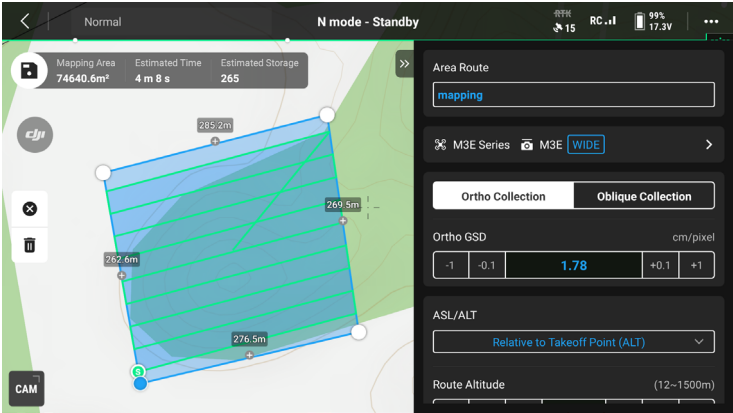 Normal
N mode - Standby
RTK
15
RC
99%
17.3V
Mapping Area
Estimated Time
Estimated Storage
74640.6m²
4 m 8 s
265
dji
285.2m
269.5m
262.6m
276.5m
S
CAM
Area Route
mapping
M3E Series
M3E
WIDE
Ortho Collection
Oblique Collection
Ortho GSD
cm/pixel
-1
-0.1
1.78
+0.1
+1
ASL/ALT
Relative to Takeoff Point (ALT)
Route Altitude
(12~1500m)